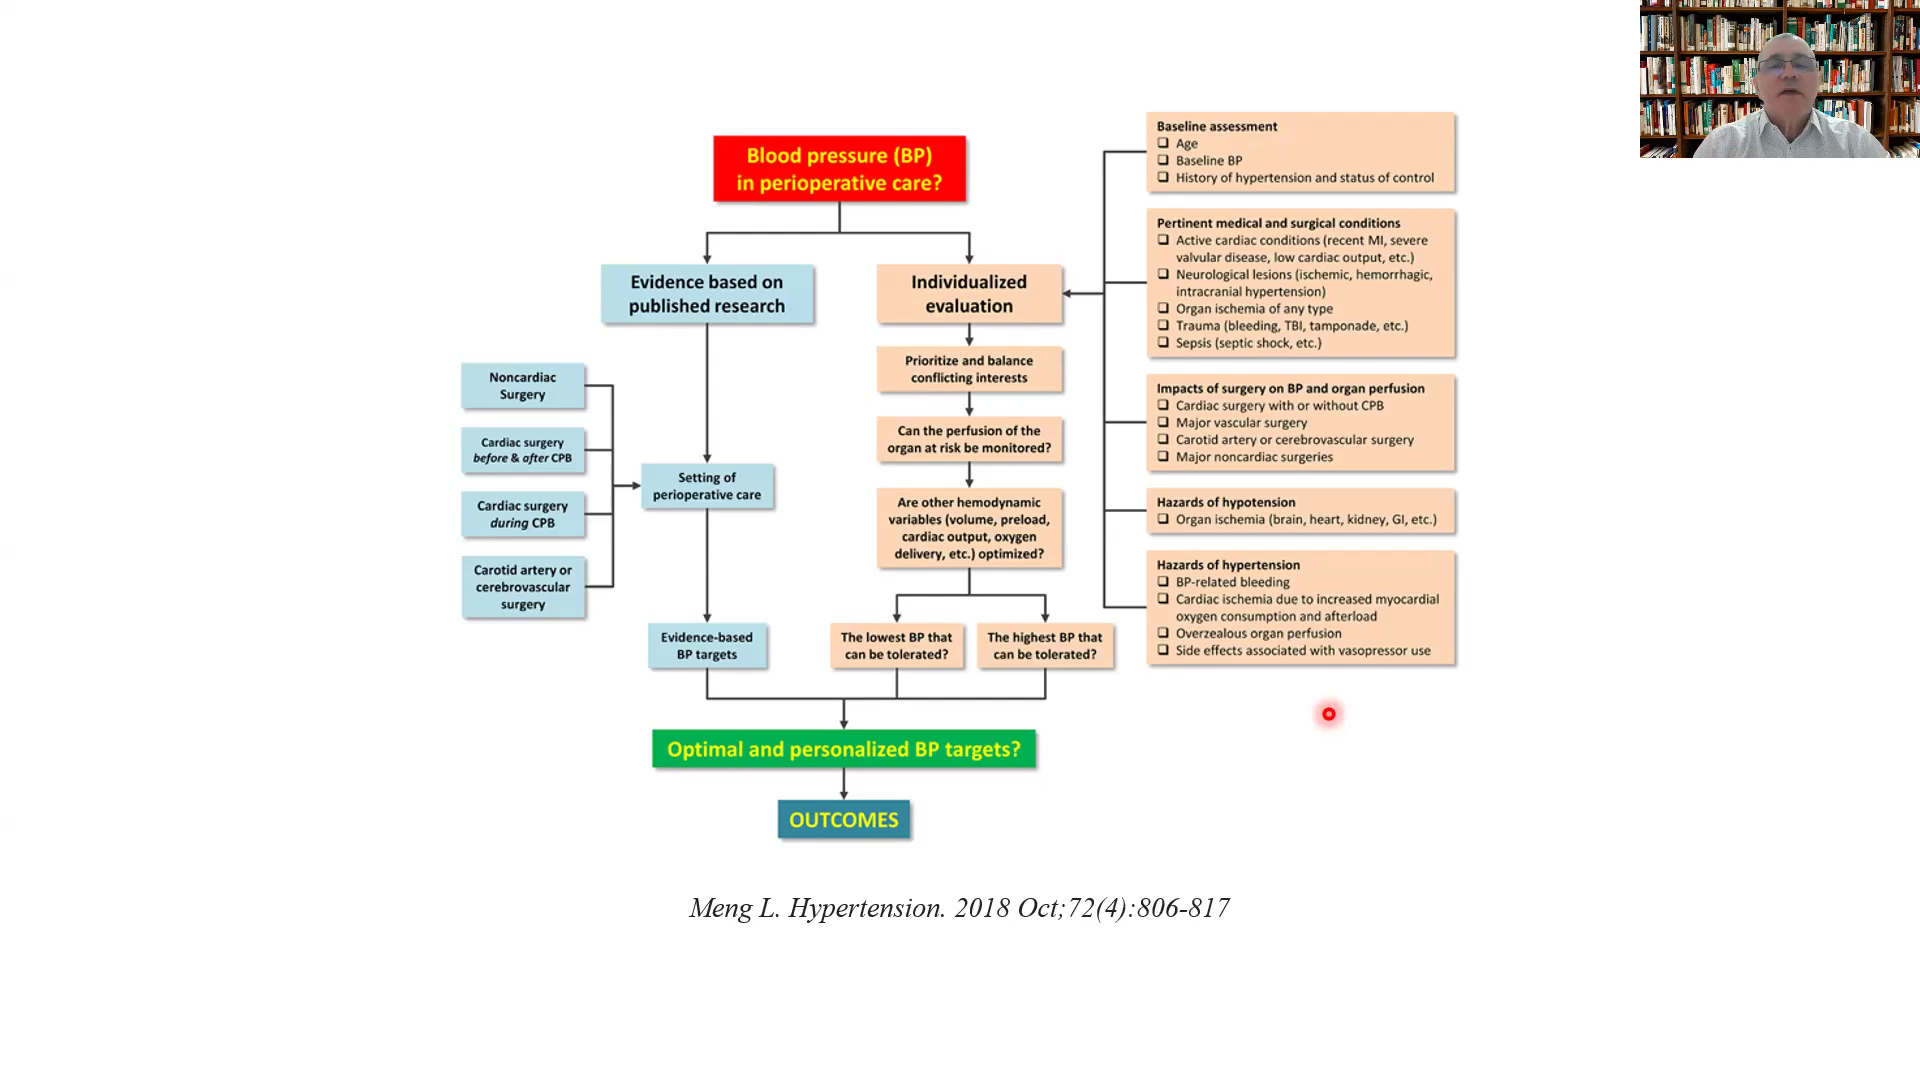 Blood pressure (BP)
in perioperative care?
Evidence based on
published research
Noncardiac
Surgery
Cardiac surgery
before & after CPB
Cardiac surgery
during CPB
Carotid artery or
cerebrovascular
surgery
Setting of
perioperative care
Evidence-based
BP targets
Individualized
evaluation
Prioritize and balance
conflicting interests
Can the perfusion of the
organ at risk be monitored?
Are other hemodynamic
variables (volume, preload,
cardiac output, oxygen
delivery, etc.) optimized?
The lowest BP that
can be tolerated?
The highest BP that
can be tolerated?
Baseline assessment
Age
Baseline BP
History of hypertension and status of control
Pertinent medical and surgical conditions
Active cardiac conditions (recent MI, severe
valvular disease, low cardiac output, etc.)
Neurological lesions (ischemic, hemorrhagic,
intracranial hypertension)
Organ ischemia of any type
Trauma (bleeding, TBI, tamponade, etc.)
Sepsis (septic shock, etc.)
Impacts of surgery on BP and organ perfusion
Cardiac surgery with or without CPB
Major vascular surgery
Carotid artery or cerebrovascular surgery
Major noncardiac surgeries
Hazards of hypotension
Organ ischemia (brain, heart, kidney, GI, etc.)
Hazards of hypertension
BP-related bleeding
Cardiac ischemia due to increased myocardial
oxygen consumption and afterload
Overzealous organ perfusion
Side effects associated with vasopressor use
Optimal and personalized BP targets?
OUTCOMES
Meng L. Hypertension. 2018 Oct;72(4):806-817